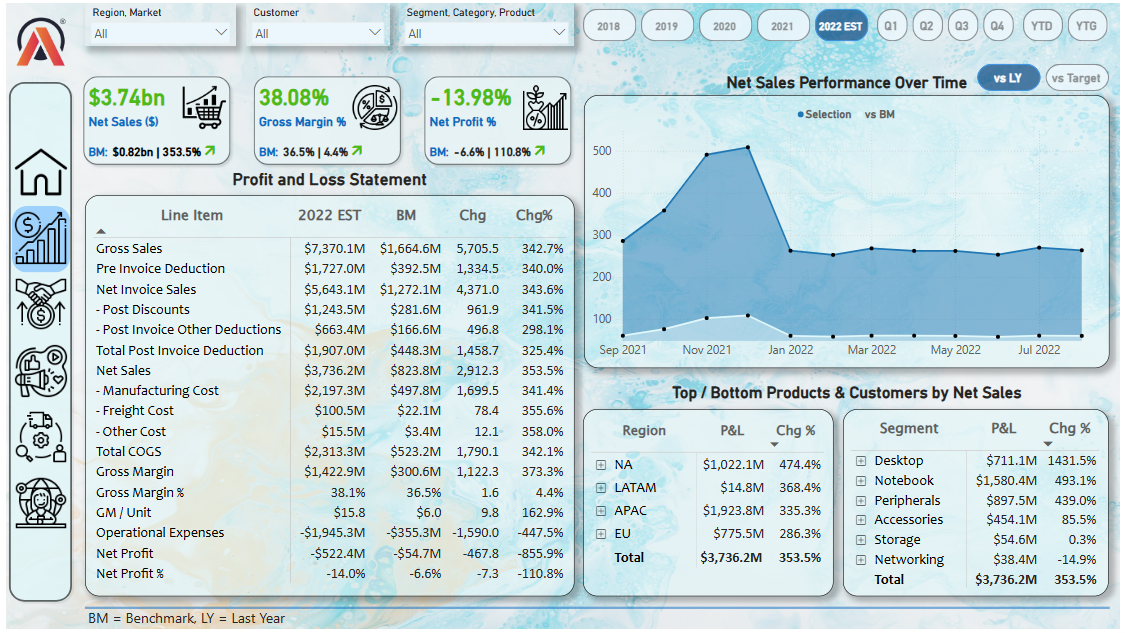 Region, Market
All
Customer
All
Segment, Category, Product
All
2018
2019
2020
2021
2022 EST
Q1
Q2
Q3
Q4
YTD
YTG
$3.74bn
Net Sales ($)
BM: $0.82bn | 353.5%
38.08%
Gross Margin %
BM: 36.5% | 4.4%
-13.98%
Net Profit %
BM: -6.6% | 110.8%
Net Sales Performance Over Time
vs LY
vs Target
Selection vs BM
500
400
300
200
100
Sep 2021 Nov 2021 Jan 2022 Mar 2022 May 2022 Jul 2022
Profit and Loss Statement
Line Item 2022 EST BM Chg Chg%
Gross Sales $7,370.1M $1,664.6M 5,705.5 342.7%
Pre Invoice Deduction $1,727.0M $392.5M 1,334.5 340.0%
Net Invoice Sales $5,643.1M $1,272.1M 4,371.0 343.6%
- Post Discounts $1,243.5M $281.6M 961.9 341.5%
- Post Invoice Other Deductions $663.4M $166.6M 496.8 298.1%
Total Post Invoice Deduction $1,907.0M $448.3M 1,458.7 325.4%
Net Sales $3,736.2M $823.8M 2,912.3 353.5%
- Manufacturing Cost $2,197.3M $497.8M 1,699.5 341.4%
- Freight Cost $100.5M $22.1M 78.4 355.6%
- Other Cost $15.5M $3.4M 12.1 358.0%
Total COGS $2,313.3M $523.2M 1,790.1 342.1%
Gross Margin $1,422.9M $300.6M 1,122.3 373.3%
Gross Margin % 38.1% 36.5% 1.6 4.4%
GM / Unit $15.8 $6.0 9.8 162.9%
Operational Expenses -$1,945.3M -$355.3M -1,590.0 -447.5%
Net Profit -$522.4M -$54.7M -467.8 -855.9%
Net Profit % -14.0% -6.6% -7.3 -110.8%
Top / Bottom Products & Customers by Net Sales
Region P&L Chg %
NA $1,022.1M 474.4%
LATAM $14.8M 368.4%
APAC $1,923.8M 335.3%
EU $775.5M 286.3%
Total $3,736.2M 353.5%
Segment P&L Chg %
Desktop $711.1M 1431.5%
Notebook $1,580.4M 493.1%
Peripherals $897.5M 439.0%
Accessories $454.1M 85.5%
Storage $54.6M 0.3%
Networking $38.4M -14.9%
Total $3,736.2M 353.5%
BM = Benchmark, LY = Last Year